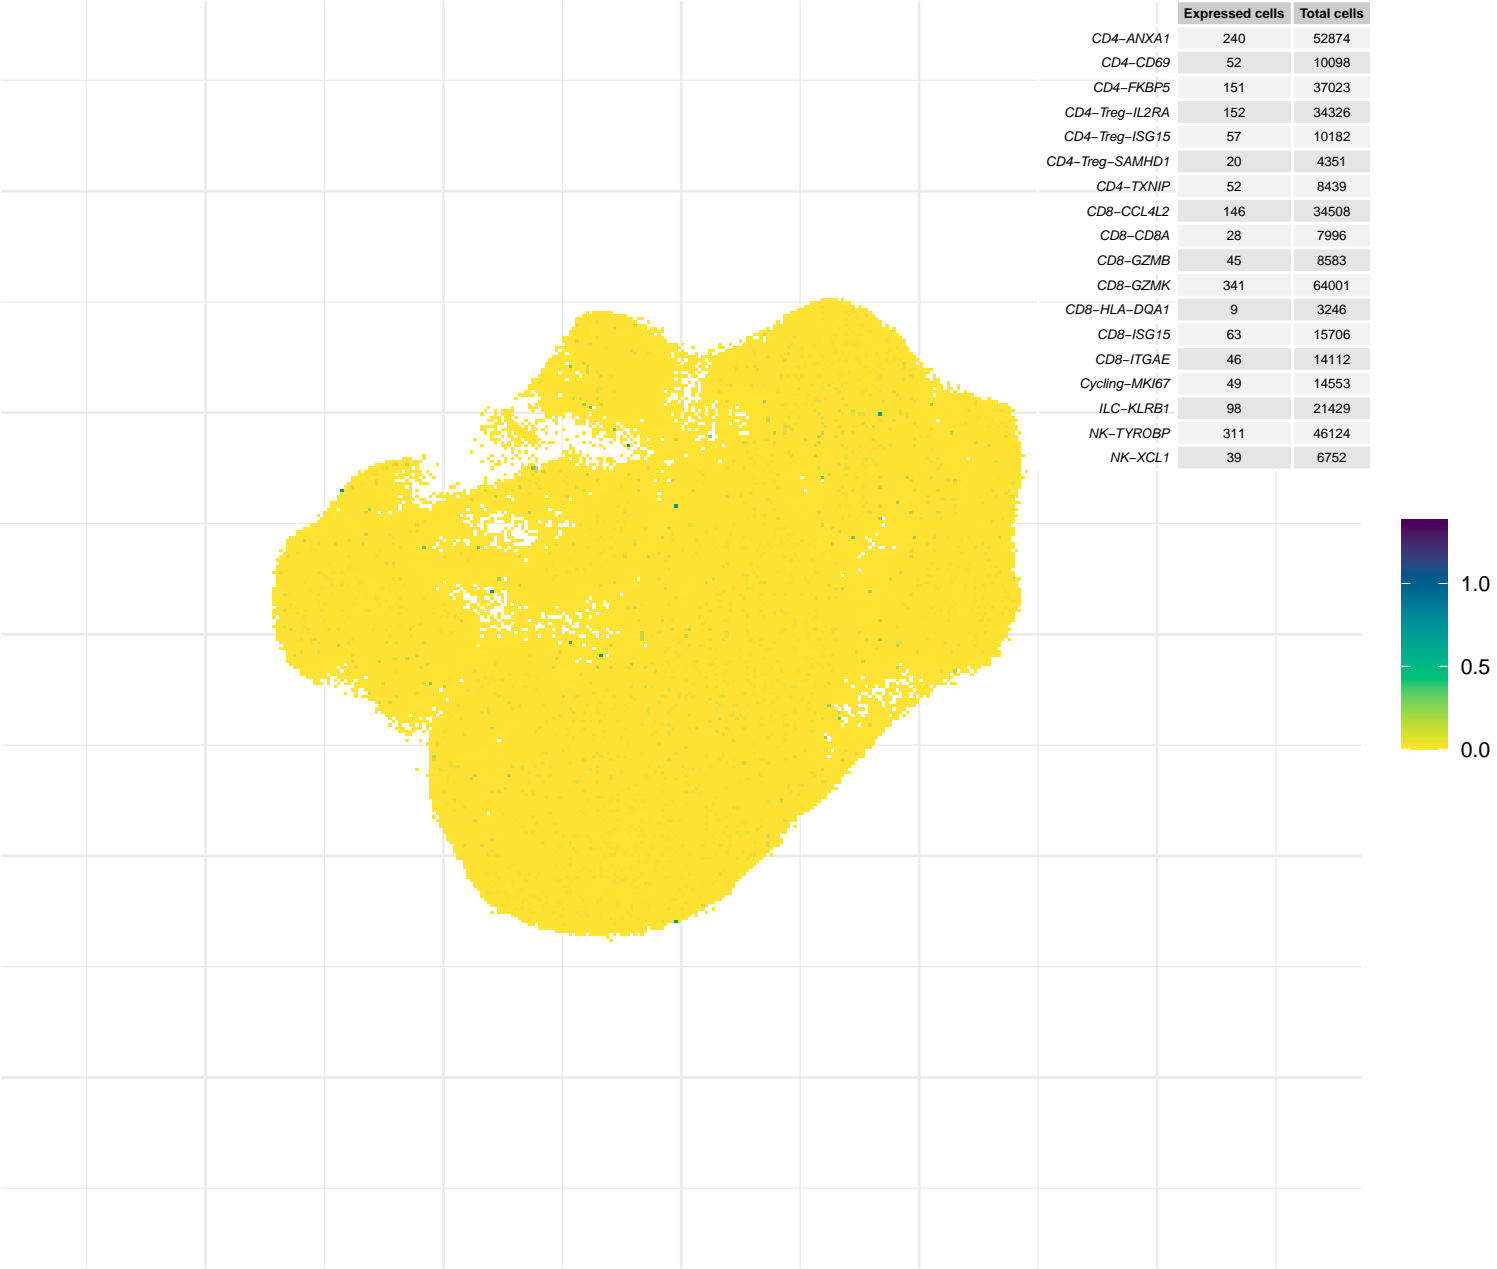 Expressed cells Total cells
CD4−ANXA1 240 52874
CD4−CD69 52 10098
CD4−FKBP5 151 37023
CD4−Treg−IL2RA 152 34326
CD4−Treg−ISG15 57 10182
CD4−Treg−SAMHD1 20 4351
CD4−TXNIP 52 8439
CD8−CCL4L2 146 34508
CD8−CD8A 28 7996
CD8−GZMB 45 8583
CD8−GZMK 341 64001
CD8−HLA−DQA1 9 3246
CD8−ISG15 63 15706
CD8−ITGAE 46 14112
Cycling−MKI67 49 14553
ILC−KLRB1 98 21429
NK−TYROBP 311 46124
NK−XCL1 39 6752
1.0
0.5
0.0